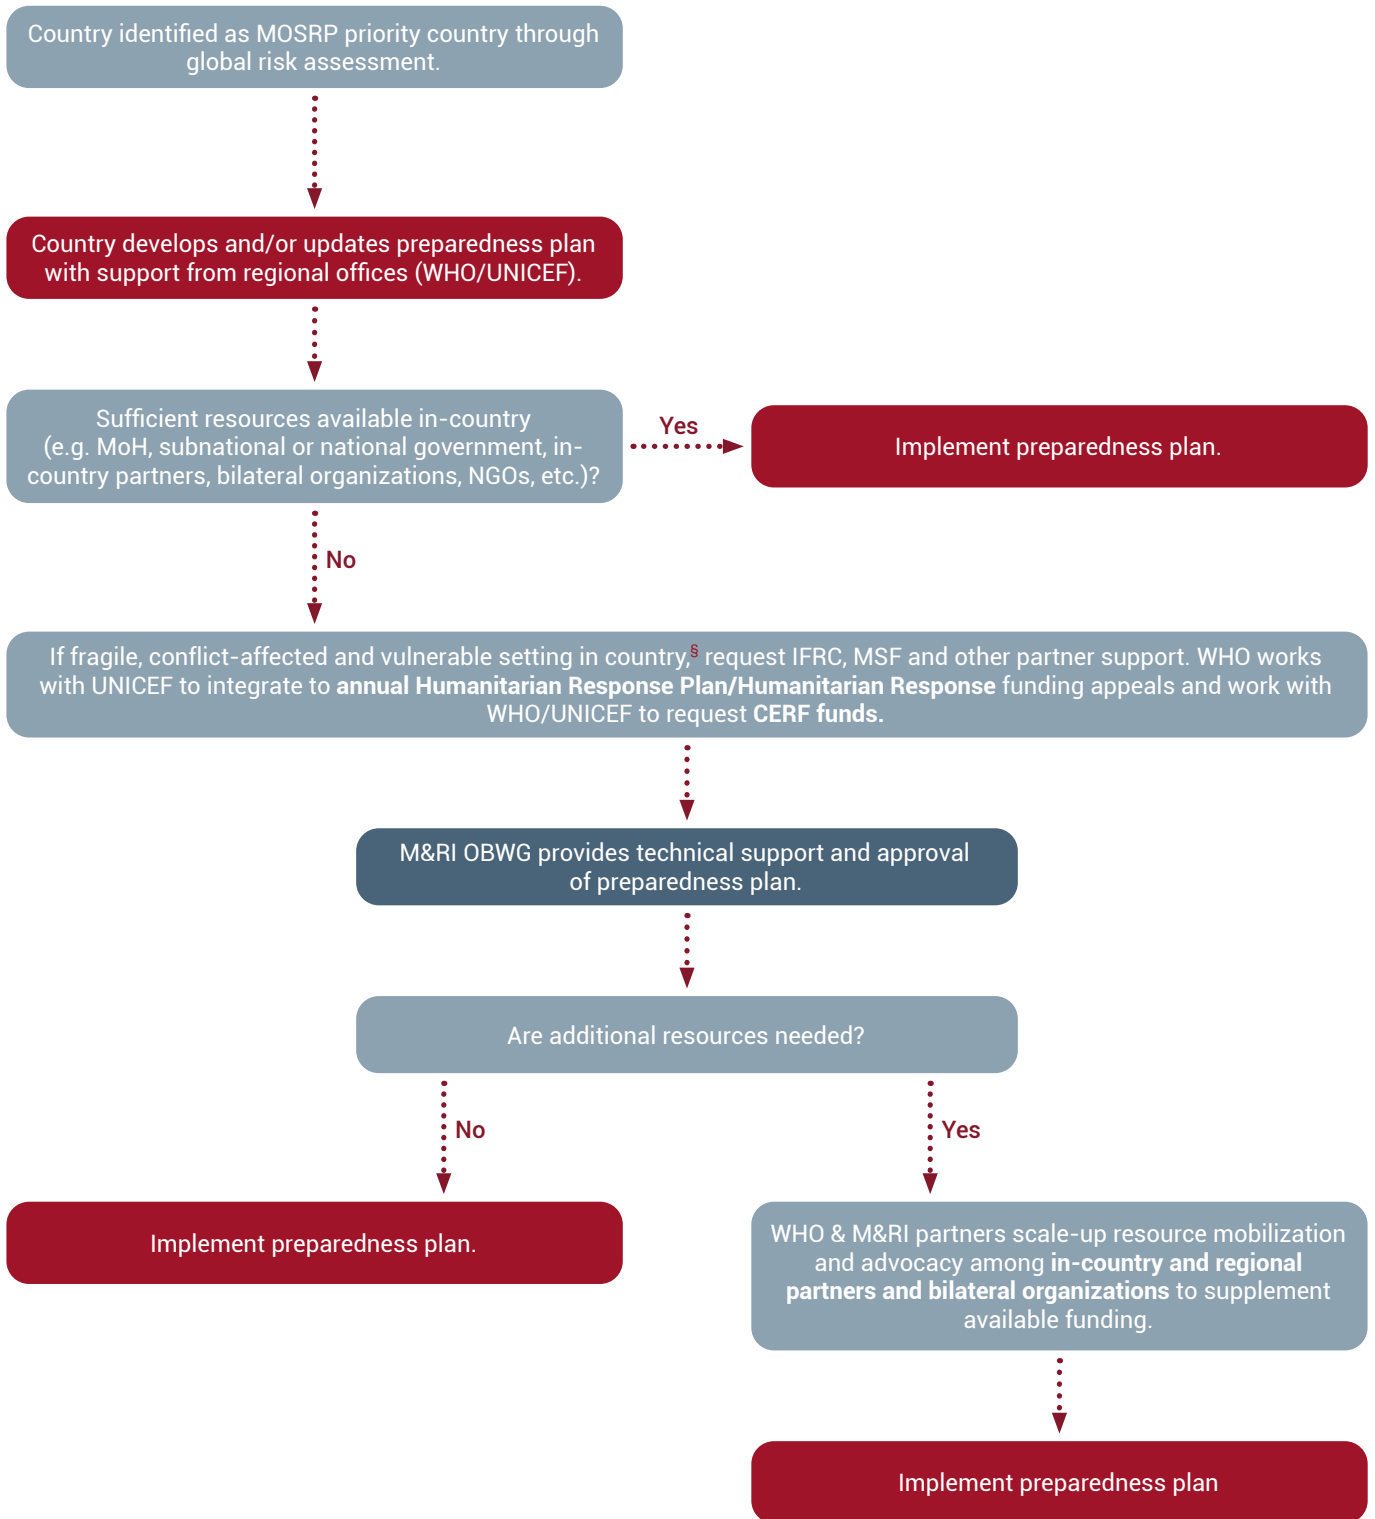 Country identified as MOSRP priority country through
global risk assessment.
Country develops and/or updates preparedness plan
with support from regional offices (WHO/UNICEF).
Sufficient resources available in-country
(e.g. MoH, subnational or national government, in-
country partners, bilateral organizations, NGOs, etc.)?
Yes
Implement preparedness plan.
No
If fragile, conflict-affected and vulnerable setting in country,§ request IFRC, MSF and other partner support. WHO works
with UNICEF to integrate to annual Humanitarian Response Plan/Humanitarian Response funding appeals and work with
WHO/UNICEF to request CERF funds.
M&RI OBWG provides technical support and approval
of preparedness plan.
Are additional resources needed?
No
Yes
Implement preparedness plan.
WHO & M&RI partners scale-up resource mobilization
and advocacy among in-country and regional
partners and bilateral organizations to supplement
available funding.
Implement preparedness plan